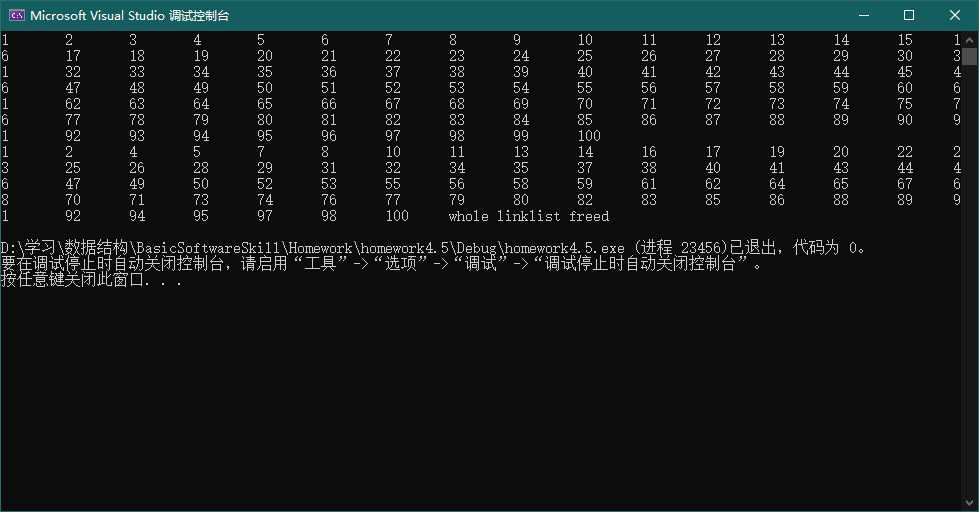 Microsoft Visual Studio 调试控制台
1 2 3 4 5 6 7 8 9 10 11 12 13 14 15 1
6 17 18 19 20 21 22 23 24 25 26 27 28 29 30 3
1 32 33 34 35 36 37 38 39 40 41 42 43 44 45 4
6 47 48 49 50 51 52 53 54 55 56 57 58 59 60 6
1 62 63 64 65 66 67 68 69 70 71 72 73 74 75 7
6 77 78 79 80 81 82 83 84 85 86 87 88 89 90 9
1 92 93 94 95 96 97 98 99 100
1 2 4 5 7 8 10 11 13 14 16 17 19 20 22 2
3 25 26 28 29 31 32 34 35 37 38 40 41 43 44 4
6 47 49 50 52 53 55 56 58 59 61 62 64 65 67 6
8 70 71 73 74 76 77 79 80 82 83 85 86 88 89 9
1 92 94 95 97 98 100 whole linklist freed
D:\学习\数据结构\BasicSoftwareSkill\Homework\homework4.5\Debug\homework4.5.exe (进程 23456)已退出，代码为 0。
要在调试停止时自动关闭控制台，请启用“工具”->“选项”->“调试”->“调试停止时自动关闭控制台”。
按任意键关闭此窗口. . .